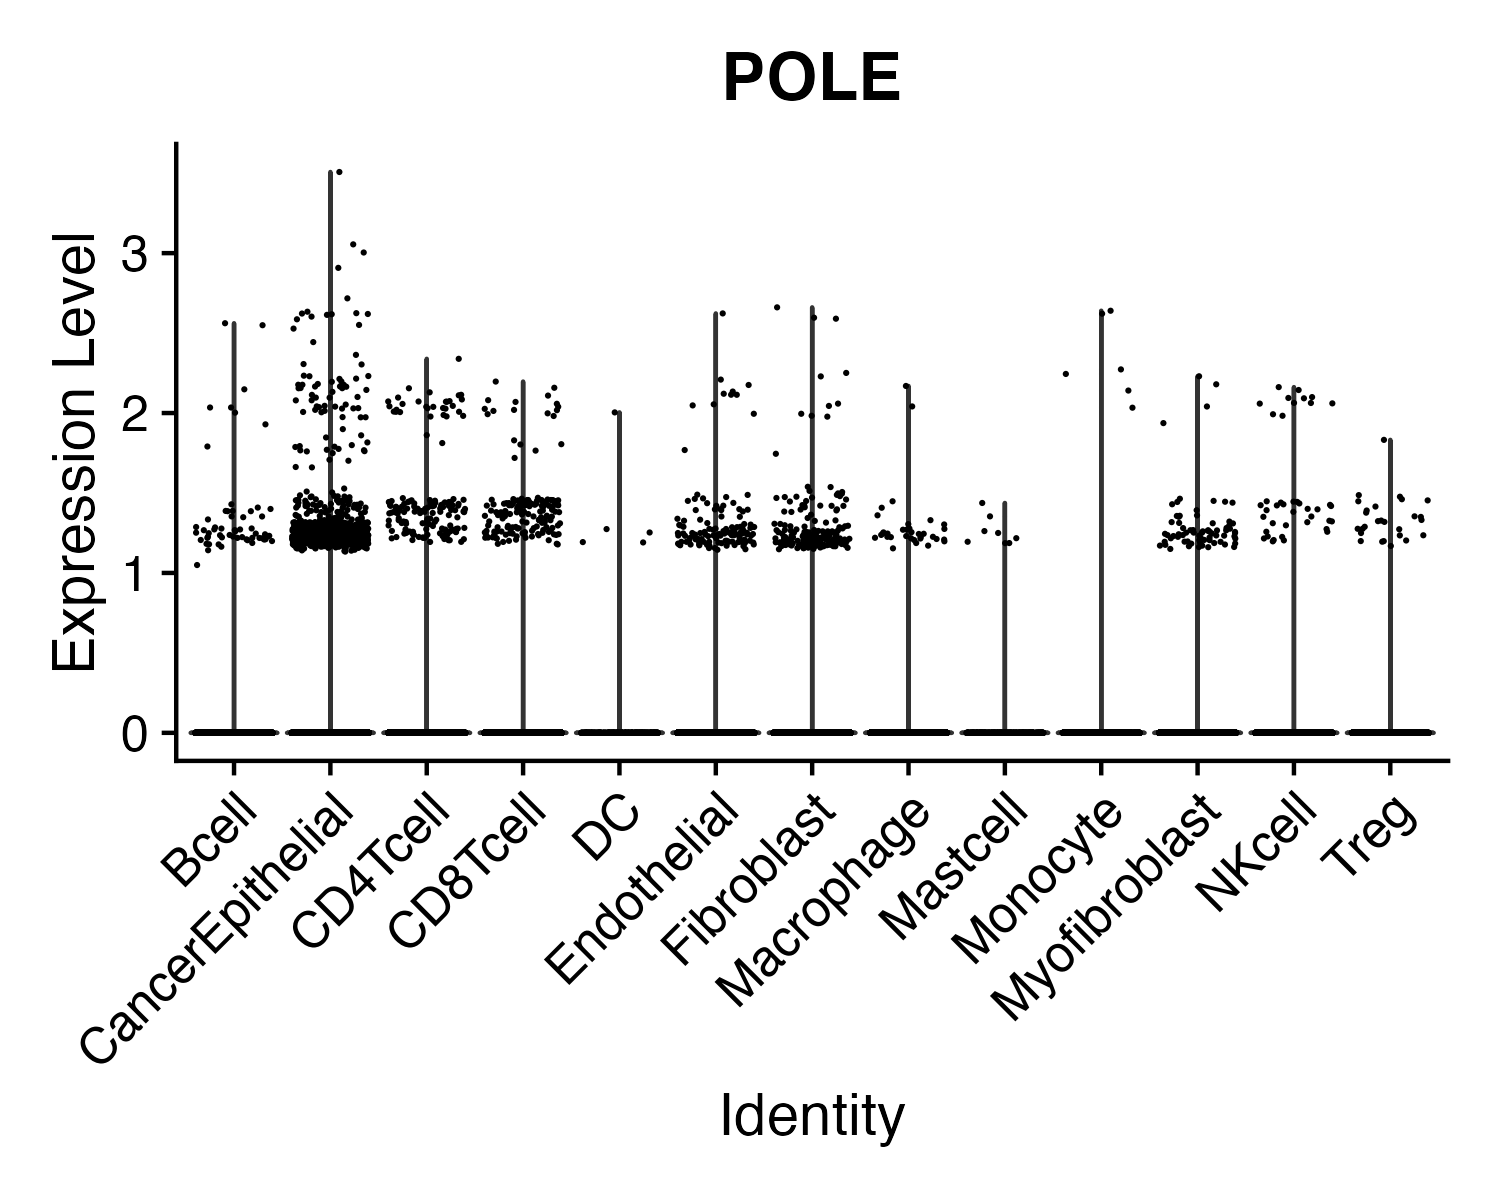 POLE
Expression Level
3
2
1
0
Bcell
CancerEpithelial
CD4Tcell
CD8Tcell
DC
Endothelial
Fibroblast
Macrophage
Mastcell
Monocyte
Myofibroblast
NKcell
Treg
Identity